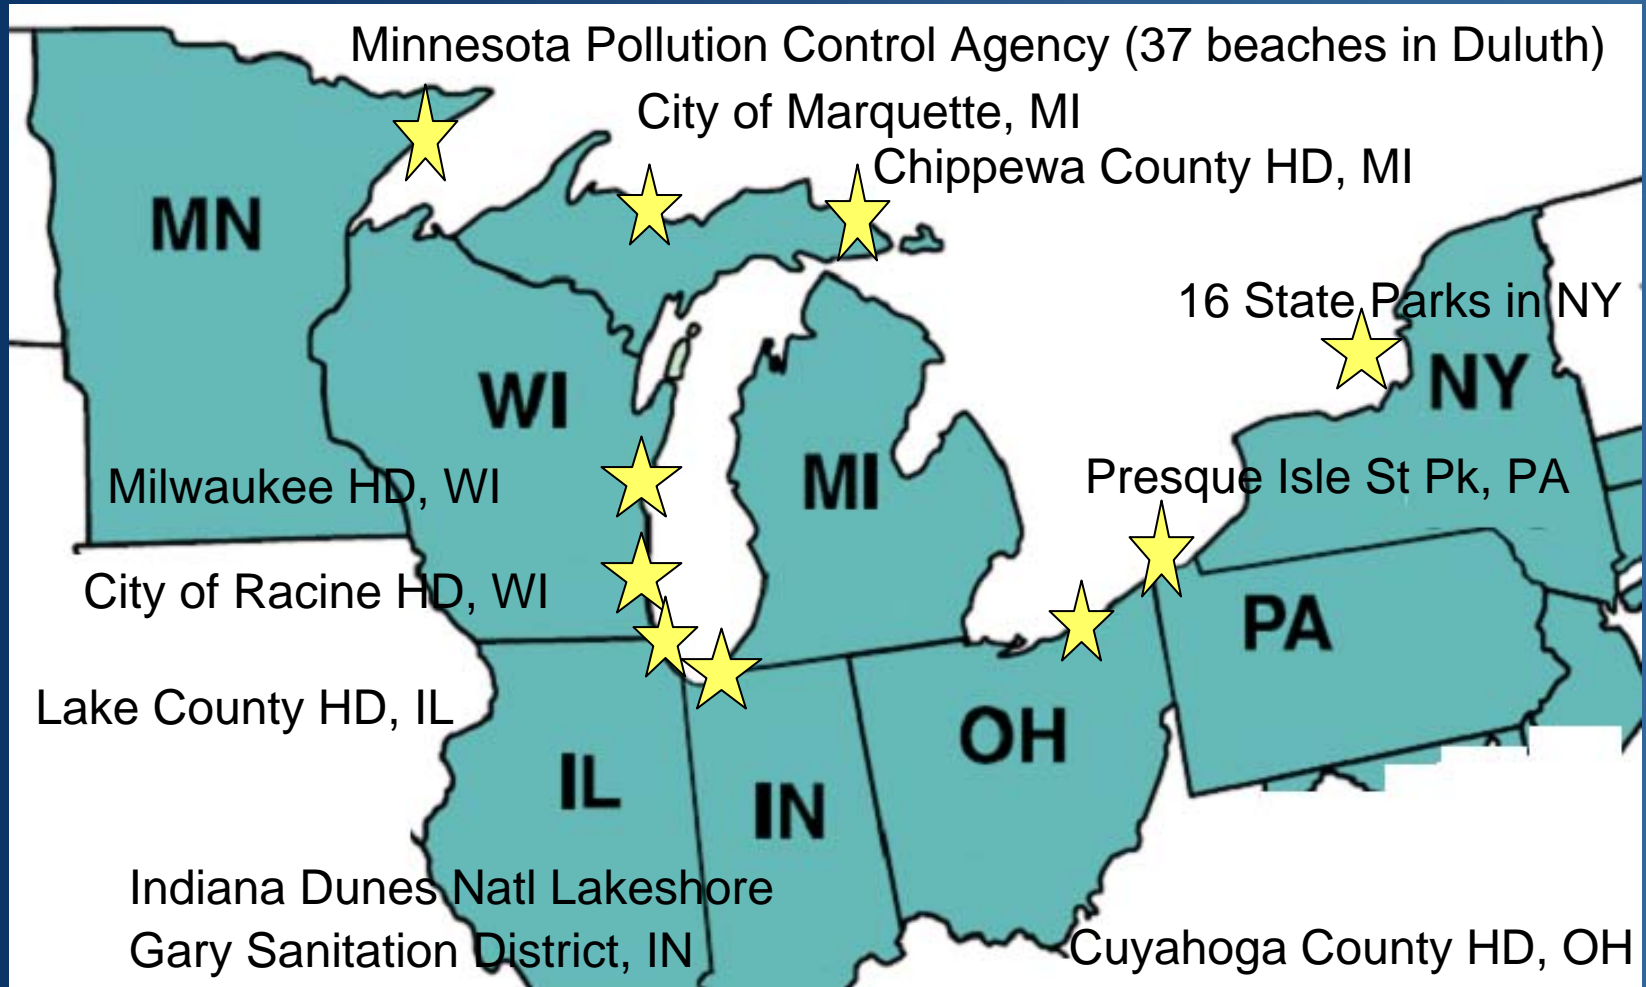 Minnesota Pollution Control Agency (37 beaches in Duluth)
City of Marquette, MI
Chippewa County HD, MI
MN
16 State Parks in NY
WI
NY
MI
Milwaukee HD, WI
Presque Isle St Pk, PA
City of Racine HD, WI
PA
Lake County HD, IL
OH
IL
IN
Indiana Dunes Natl Lakeshore
Gary Sanitation District, IN
Cuyahoga County HD, OH